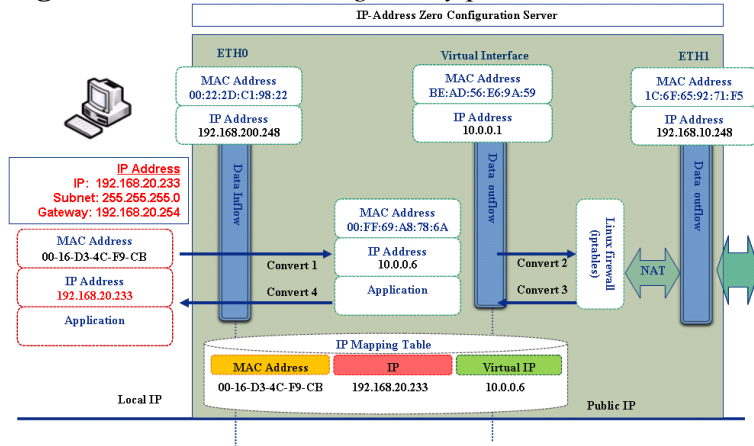 IP-Address Zero Configuration Server
ETH0
Virtual Interface
ETH1
MAC Address
00:22:2D:C1:98:22
IP Address
192.168.200.248
MAC Address
BE:AD:56:E6:9A:59
IP Address
10.0.0.1
MAC Address
1C:6F:65:92:71:F5
IP Address
192.168.10.248
Data Inflow
Data outflow
Data outflow
IP Address
IP: 192.168.20.233
Subnet: 255.255.255.0
Gateway: 192.168.20.254
MAC Address
00-16-D3-4C-F9-CB
IP Address
192.168.20.233
Application
MAC Address
00:FF:69:A8:78:6A
IP Address
10.0.0.6
Application
Convert 1
Convert 4
Convert 2
Convert 3
Linux firewall
(iptables)
NAT
IP Mapping Table
MAC Address IP Virtual IP
00-16-D3-4C-F9-CB 192.168.20.233 10.0.0.6
Local IP
Public IP